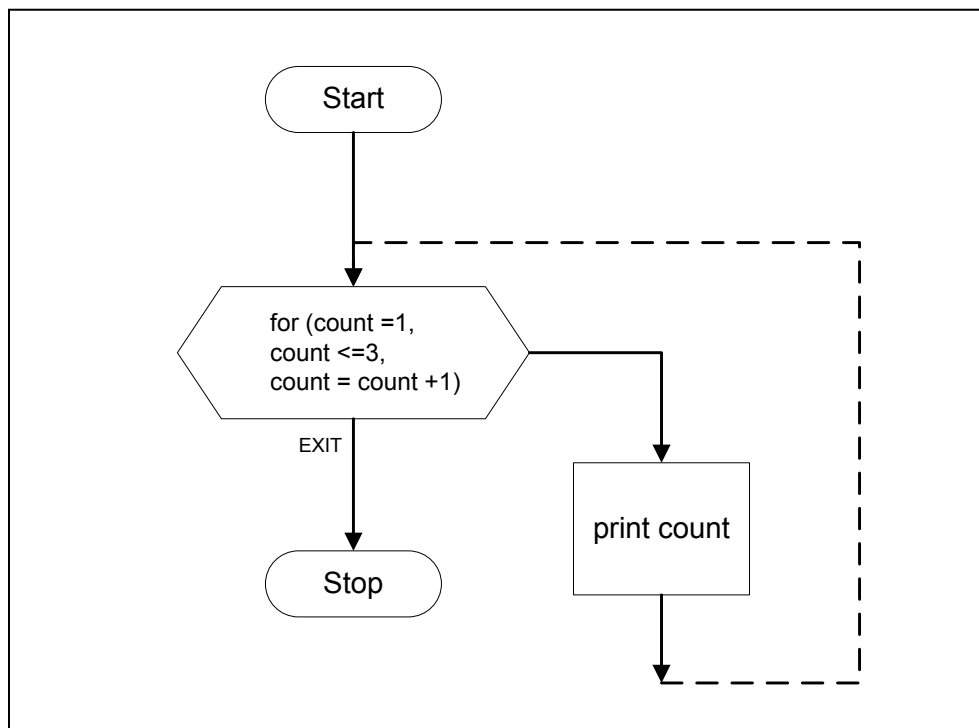 Start
for (count =1,
count <=3,
count = count +1)
EXIT
print count
Stop